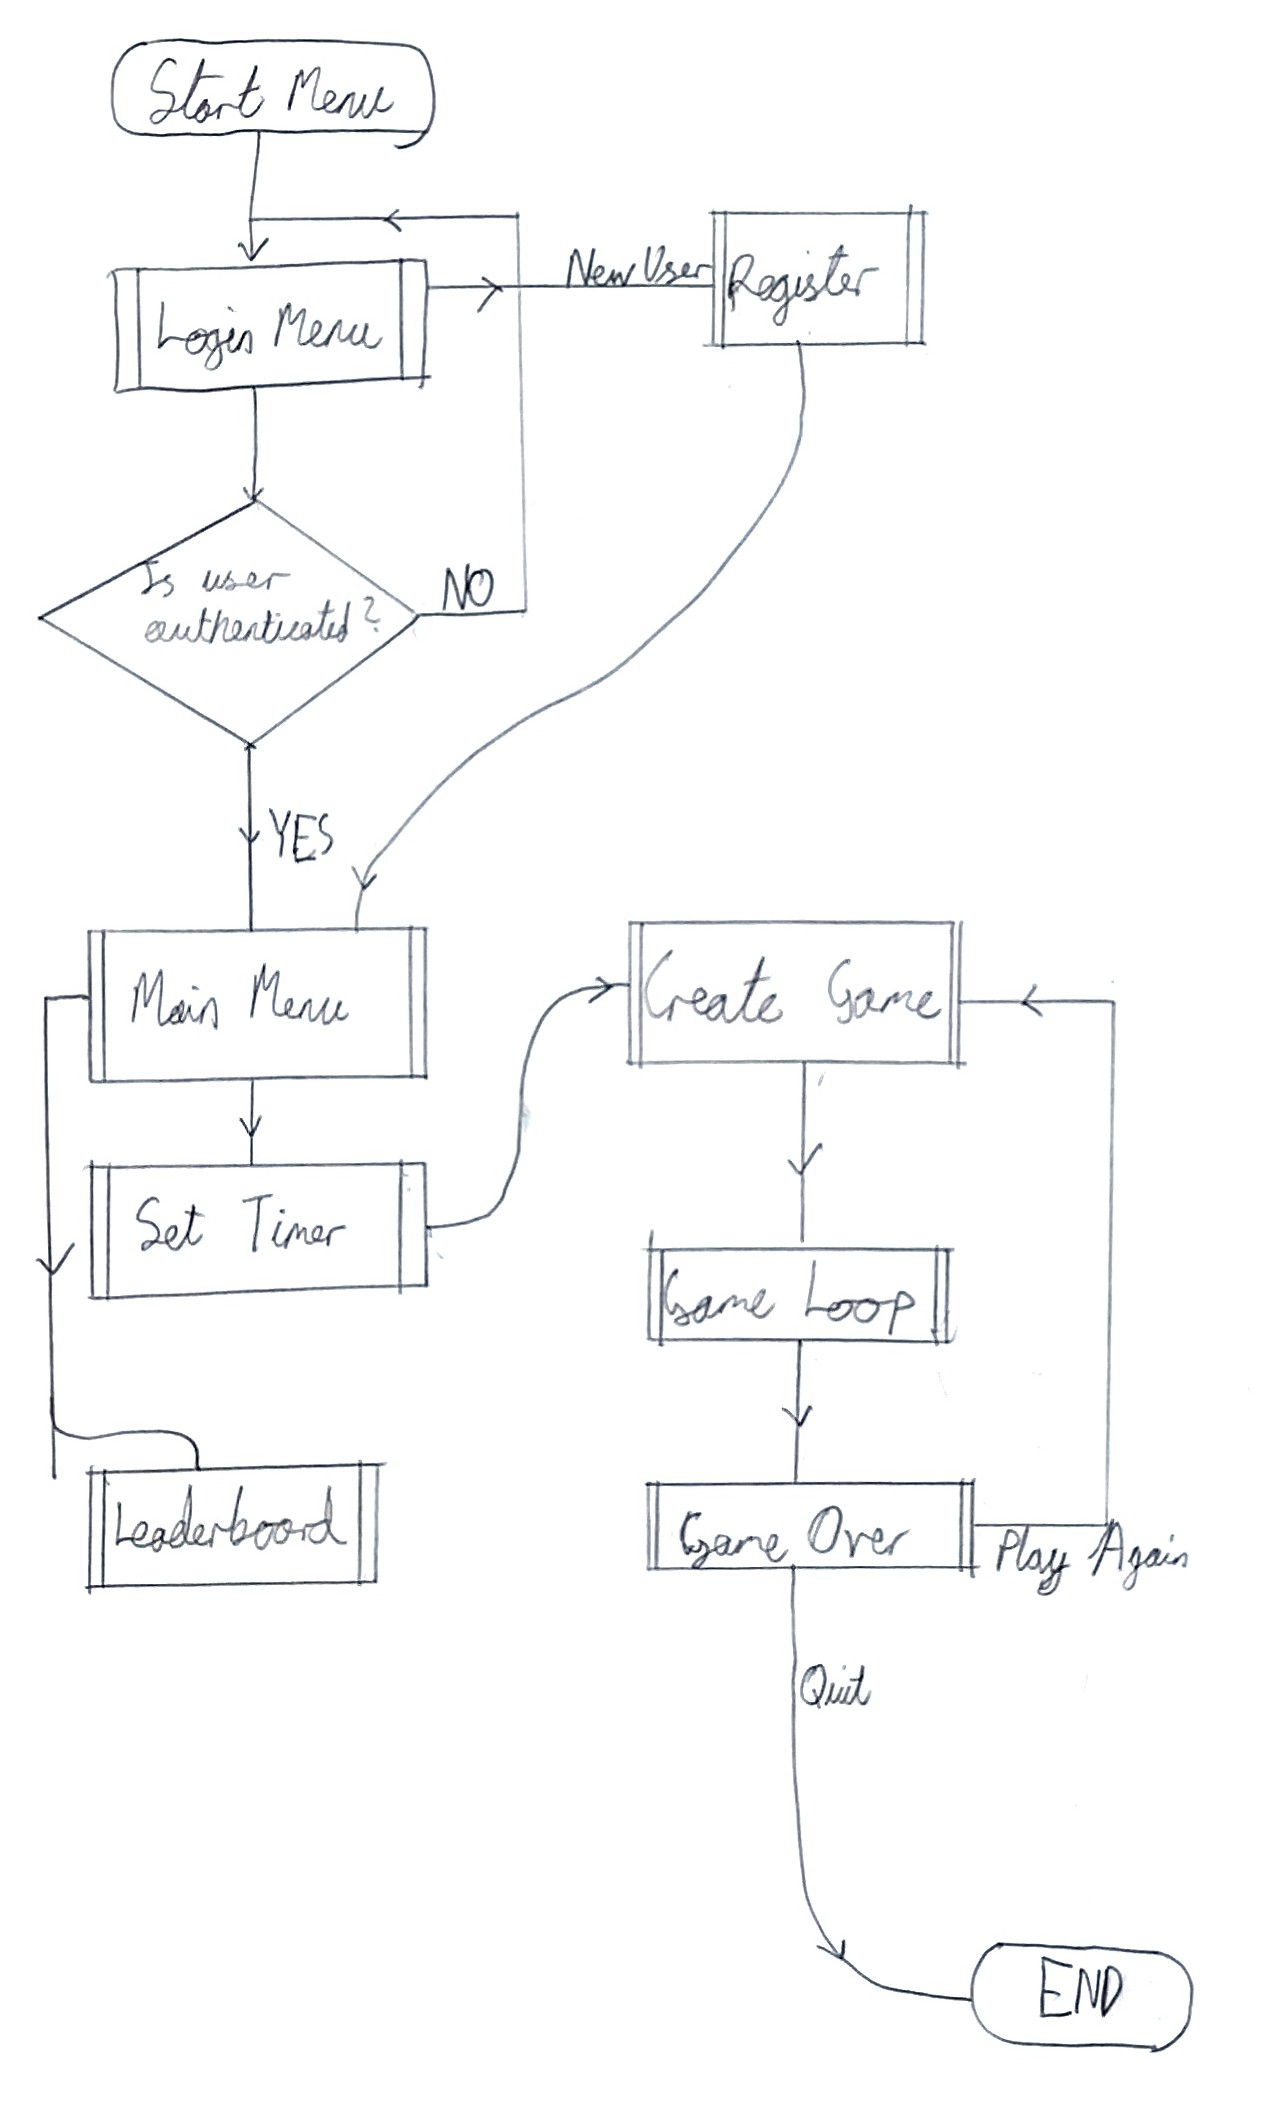 Start Menu
Login Menu
New User
Register
Is user
authenticated?
NO
YES
Main Menu
Create Game
Set Timer
Game Loop
Leaderboard
Game Over
Play Again
Quit
END